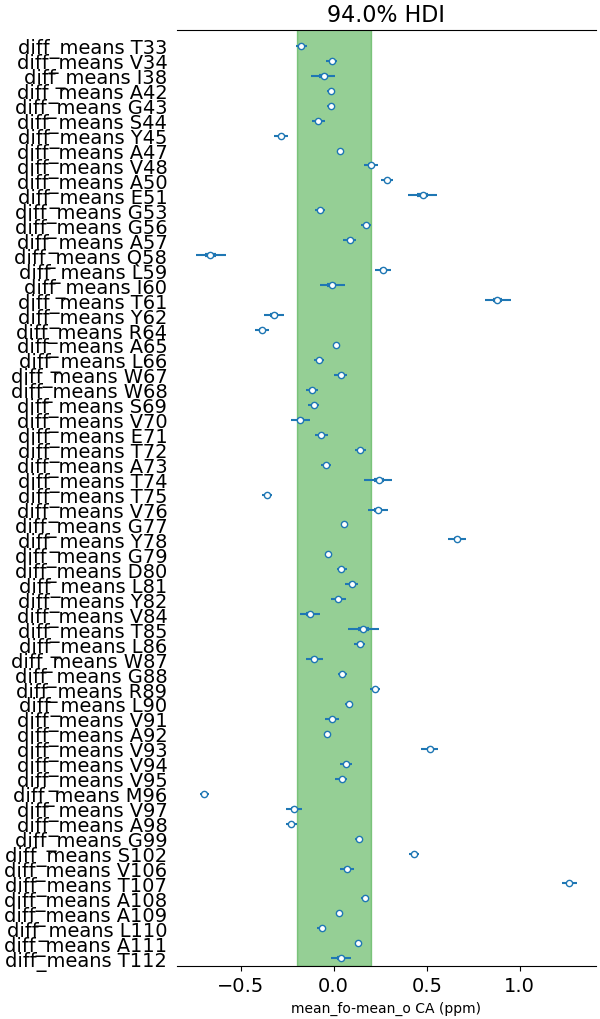 94.0% HDI
diff_means T33
diff_means V34
diff_means I38
diff_means A42
diff_means G43
diff_means S44
diff_means Y45
diff_means A47
diff_means V48
diff_means A50
diff_means E51
diff_means G53
diff_means G56
diff_means A57
diff_means Q58
diff_means L59
diff_means I60
diff_means T61
diff_means Y62
diff_means R64
diff_means A65
diff_means L66
diff_means W67
diff_means W68
diff_means S69
diff_means V70
diff_means E71
diff_means T72
diff_means A73
diff_means T74
diff_means T75
diff_means V76
diff_means G77
diff_means Y78
diff_means G79
diff_means D80
diff_means L81
diff_means Y82
diff_means V84
diff_means T85
diff_means L86
diff_means W87
diff_means G88
diff_means R89
diff_means L90
diff_means V91
diff_means A92
diff_means V93
diff_means V94
diff_means V95
diff_means M96
diff_means V97
diff_means A98
diff_means G99
diff_means S102
diff_means V106
diff_means T107
diff_means A108
diff_means A109
diff_means L110
diff_means A111
diff_means T112
−0.5 0.0 0.5 1.0
mean_fo-mean_o CA (ppm)